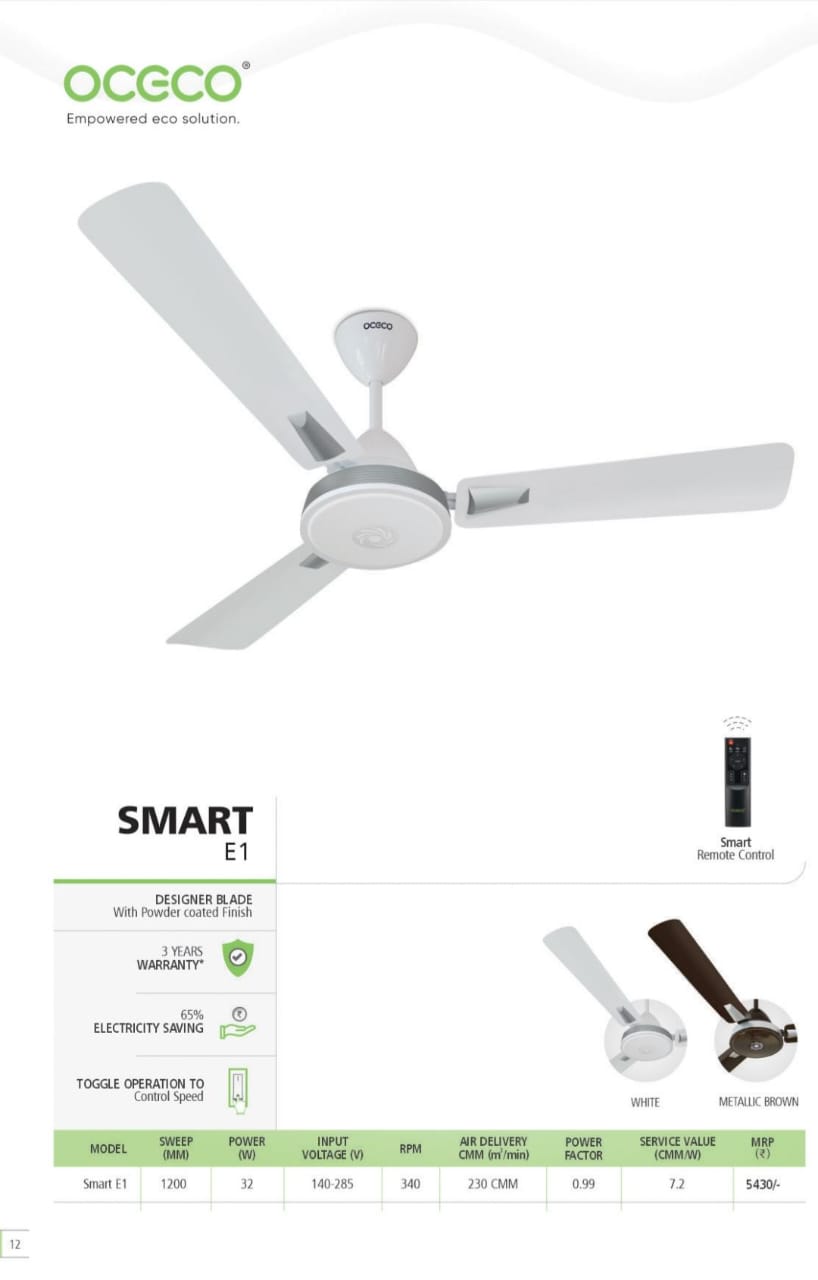 OCECO®
Empowered eco solution.
OCECO
Smart
Remote Control
SMART
E1
DESIGNER BLADE
With Powder coated Finish
3 YEARS
WARRANTY*
65%
ELECTRICITY SAVING
TOGGLE OPERATION TO
Control Speed
WHITE
METALLIC BROWN
MODEL SWEEP (MM) POWER (W) INPUT VOLTAGE (V) RPM AIR DELIVERY CMM (m³/min) POWER FACTOR SERVICE VALUE (CMM/W) MRP (₹)
Smart E1 1200 32 140-285 340 230 CMM 0.99 7.2 5430/-
12